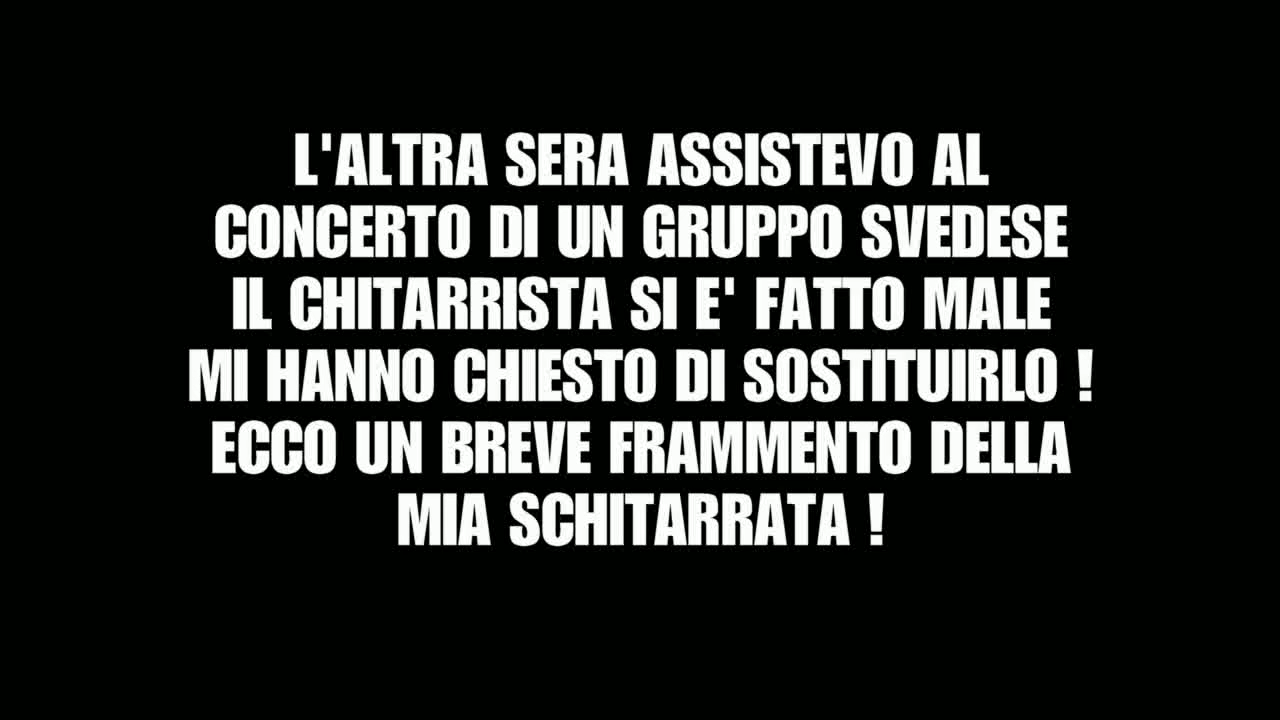 L'ALTRA SERA ASSISTEVO AL
CONCERTO DI UN GRUPPO SVEDESE
IL CHITARRISTA SI E' FATTO MALE
MI HANNO CHIESTO DI SOSTITUIRLO !
ECCO UN BREVE FRAMMENTO DELLA
MIA SCHITARRATA !